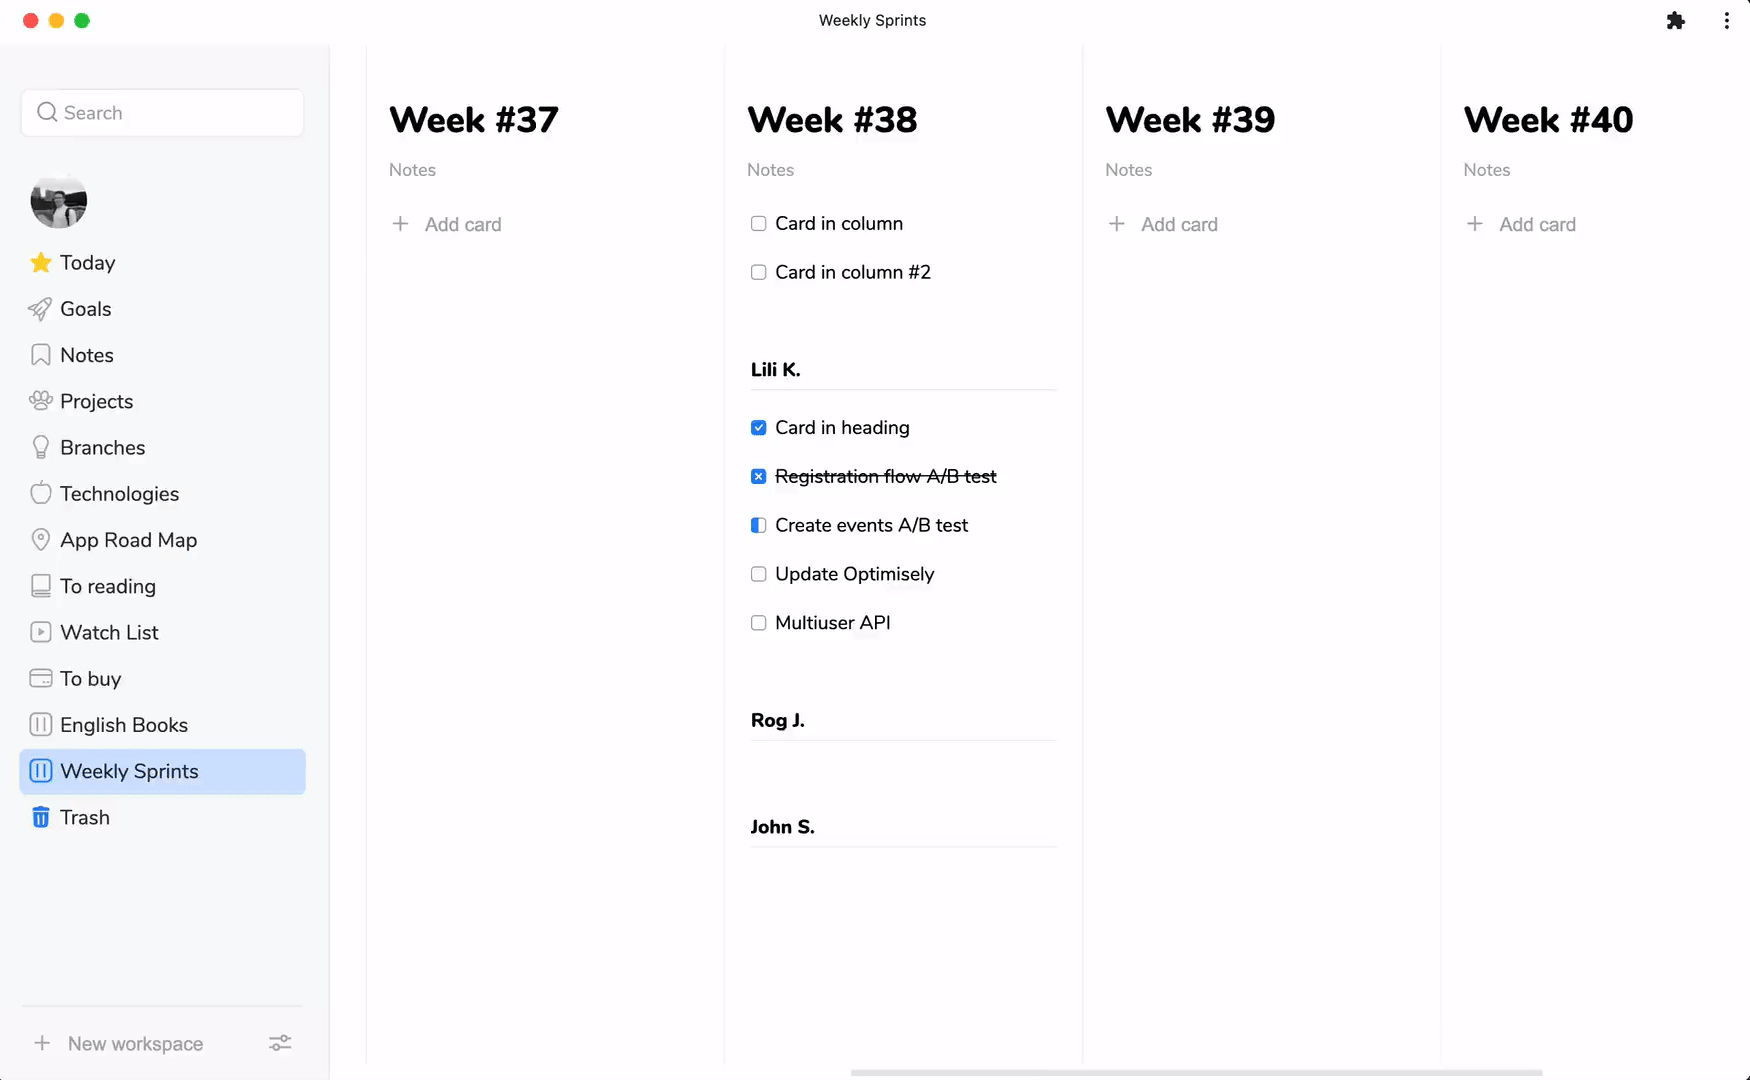 Weekly Sprints
Search
Today
Goals
Notes
Projects
Branches
Technologies
App Road Map
To reading
Watch List
To buy
English Books
Weekly Sprints
Trash
New workspace
Week #37
Notes
Add card
Week #38
Notes
Card in column
Card in column #2
Lili K.
Card in heading
Registration flow A/B test
Create events A/B test
Update Optimisely
Multiuser API
Rog J.
John S.
Week #39
Notes
Add card
Week #40
Notes
Add card